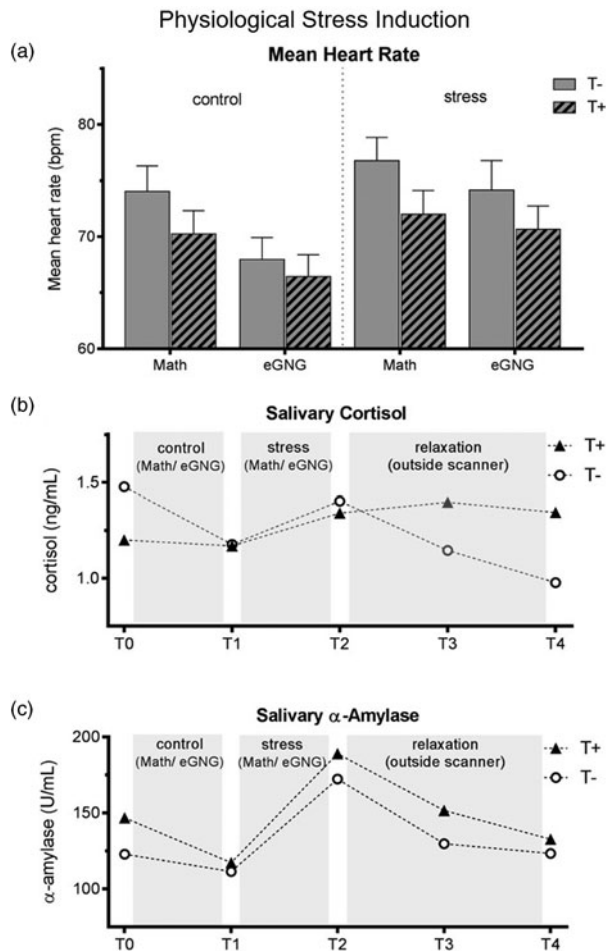 Physiological Stress Induction
(a)
Mean Heart Rate
control
stress
T-
T+
Mean heart rate (bpm)
80
70
60
Math
eGNG
Math
eGNG
(b)
Salivary Cortisol
control
(Math/ eGNG)
stress
(Math/ eGNG)
relaxation
(outside scanner)
T+
T-
cortisol (ng/mL)
1.5
1.0
T0
T1
T2
T3
T4
(c)
Salivary α-Amylase
control
(Math/ eGNG)
stress
(Math/ eGNG)
relaxation
(outside scanner)
T+
T-
α-amylase (U/mL)
200
150
100
T0
T1
T2
T3
T4